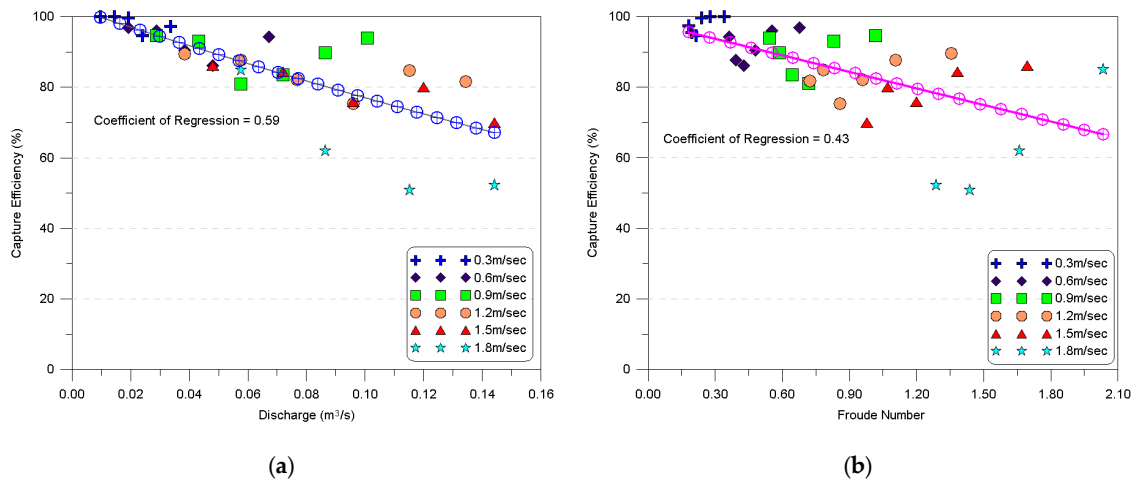 100
80
60
40
20
0
Capture Efficiency (%)
Coefficient of Regression = 0.59
0.3m/sec
0.6m/sec
0.9m/sec
1.2m/sec
1.5m/sec
1.8m/sec
0.00 0.02 0.04 0.06 0.08 0.10 0.12 0.14 0.16
Discharge (m³/s)
(a)
100
80
60
40
20
0
Capture Efficiency (%)
Coefficient of Regression = 0.43
0.3m/sec
0.6m/sec
0.9m/sec
1.2m/sec
1.5m/sec
1.8m/sec
0.00 0.30 0.60 0.90 1.20 1.50 1.80 2.10
Froude Number
(b)